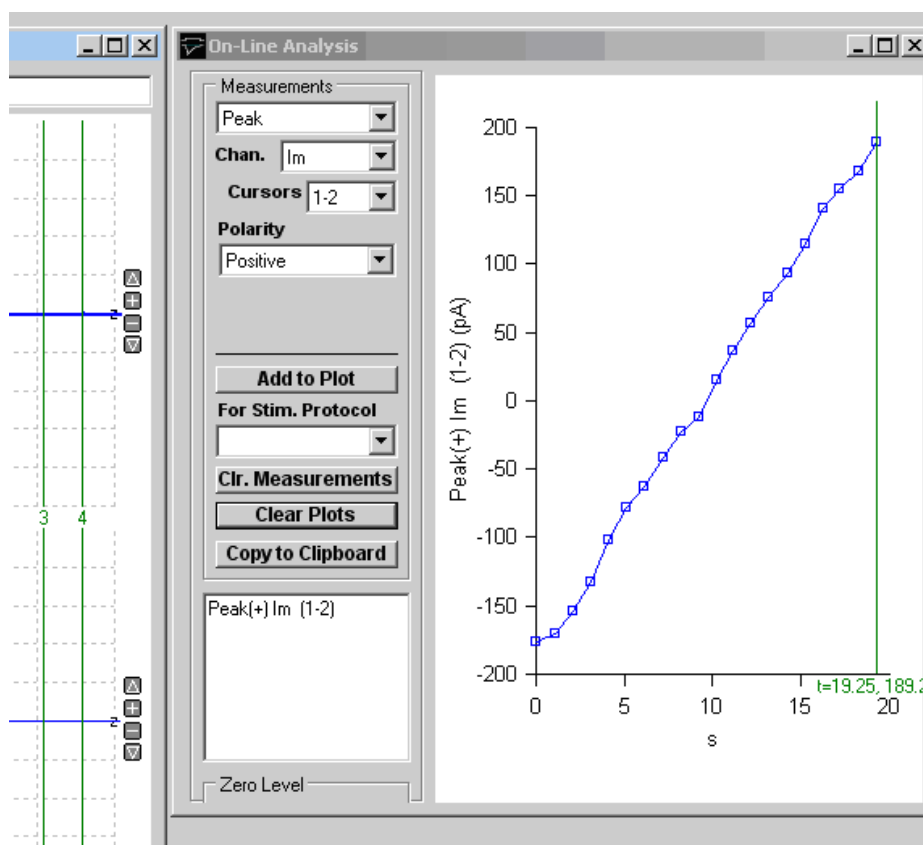 On-Line Analysis
Measurements
Peak
Chan. Im
Cursors 1-2
Polarity
Positive
Add to Plot
For Stim. Protocol
Clr. Measurements
Clear Plots
Copy to Clipboard
Peak(+) Im (1-2)
Zero Level
Peak(+) Im (1-2) (pA)
200
150
100
50
0
-50
-100
-150
-200
t=19.25, 189.2
0 5 10 15 20
s
3 4